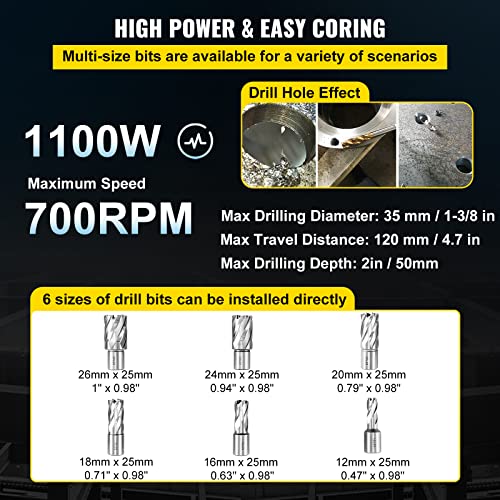 HIGH POWER & EASY CORING
Multi-size bits are available for a variety of scenarios
1100W
Maximum Speed
700RPM
Drill Hole Effect
Max Drilling Diameter: 35 mm / 1-3/8 in
Max Travel Distance: 120 mm / 4.7 in
Max Drilling Depth: 2in / 50mm
6 sizes of drill bits can be installed directly
26mm x 25mm
1" x 0.98"
24mm x 25mm
0.94" x 0.98"
20mm x 25mm
0.79" x 0.98"
18mm x 25mm
0.71" x 0.98"
16mm x 25mm
0.63" x 0.98"
12mm x 25mm
0.47" x 0.98"